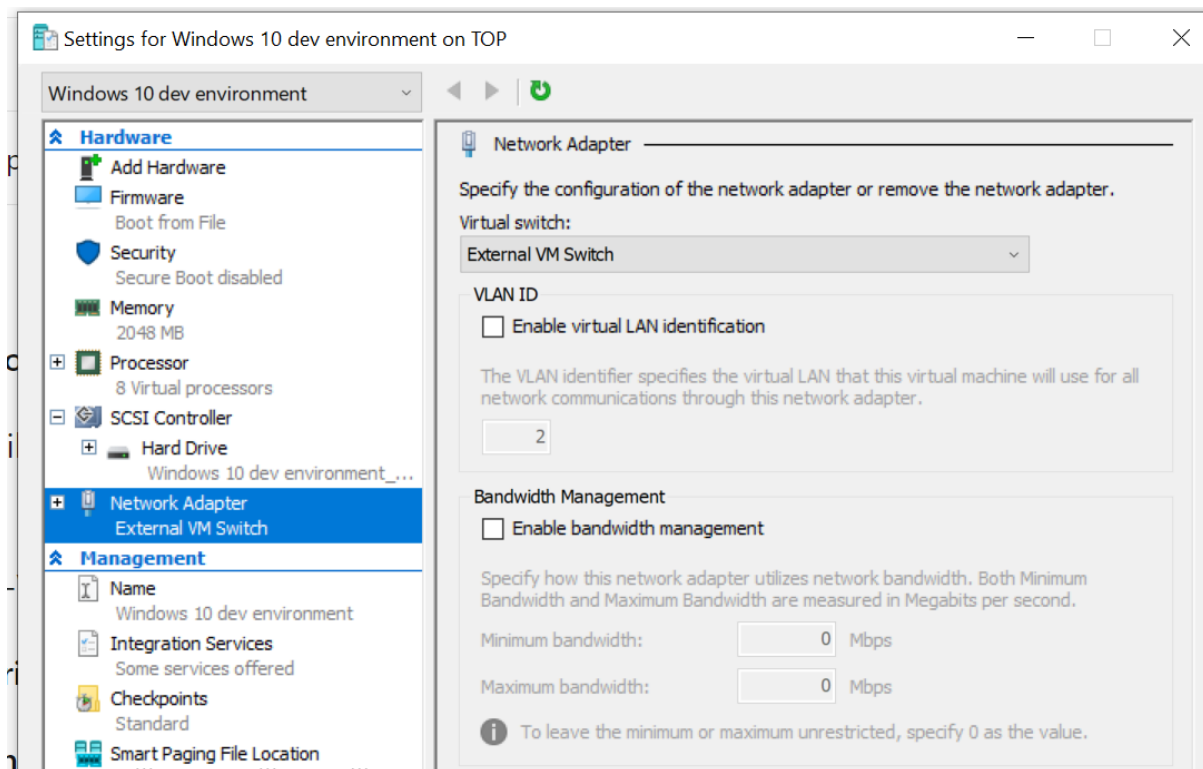 Settings for Windows 10 dev environment on TOP
Windows 10 dev environment
Hardware
Add Hardware
Firmware
Boot from File
Security
Secure Boot disabled
Memory
2048 MB
Processor
8 Virtual processors
SCSI Controller
Hard Drive
Windows 10 dev environment_...
Network Adapter
External VM Switch
Management
Name
Windows 10 dev environment
Integration Services
Some services offered
Checkpoints
Standard
Smart Paging File Location
Network Adapter
Specify the configuration of the network adapter or remove the network adapter.
Virtual switch:
External VM Switch
VLAN ID
Enable virtual LAN identification
The VLAN identifier specifies the virtual LAN that this virtual machine will use for all
network communications through this network adapter.
2
Bandwidth Management
Enable bandwidth management
Specify how this network adapter utilizes network bandwidth. Both Minimum
Bandwidth and Maximum Bandwidth are measured in Megabits per second.
Minimum bandwidth: 0 Mbps
Maximum bandwidth: 0 Mbps
To leave the minimum or maximum unrestricted, specify 0 as the value.